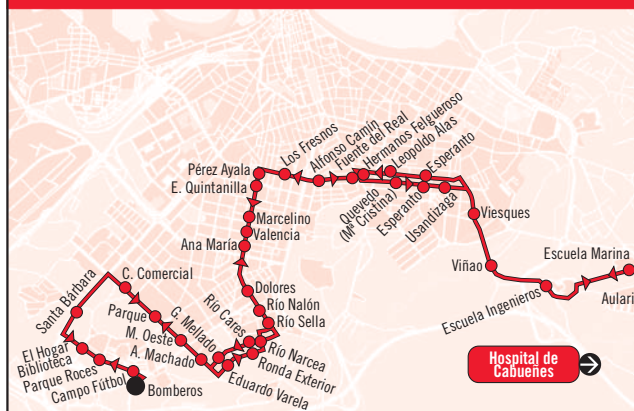 Los Fresnos
Alfonso Camín
Fuente del Real
Hermanos Felgueroso
Leopoldo Alas
Esperanto
Pérez Ayala
E. Quintanilla
Quevedo
(Mª Cristina)
Esperanto
Usandizaga
Marcelino
Valencia
Ana María
Viesques
Viñao
Escuela Marina
Escuela Ingenieros
Aulari
Dolores
Río Nalón
Río Sella
Santa Bárbara
C. Comercial
Parque
M. Oeste
A. Machado
G. Mellado
Río Cares
Río Narcea
Ronda Exterior
Eduardo Varela
El Hogar
Biblioteca
Parque Roces
Campo Fútbol
Bomberos
Hospital de
Cabueñes